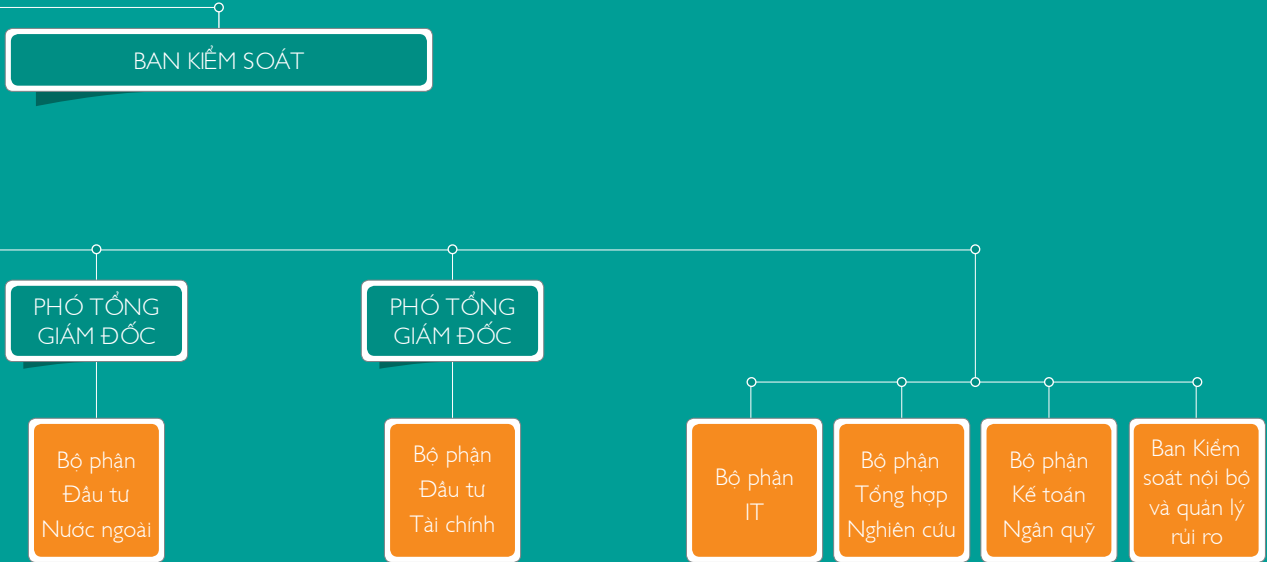 BAN KIỂM SOÁT
PHÓ TỔNG
GIÁM ĐỐC
PHÓ TỔNG
GIÁM ĐỐC
Bộ phận
Đầu tư
Nước ngoài
Bộ phận
Đầu tư
Tài chính
Bộ phận
IT
Bộ phận
Tổng hợp
Nghiên cứu
Bộ phận
Kế toán
Ngân quỹ
Ban Kiểm
soát nội bộ
và quản lý
rủi ro